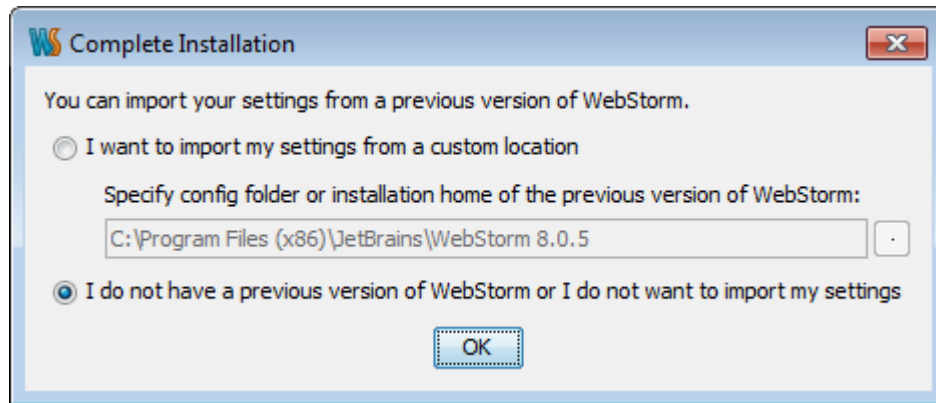 WS Complete Installation
You can import your settings from a previous version of WebStorm.
I want to import my settings from a custom location
Specify config folder or installation home of the previous version of WebStorm:
C:\Program Files (x86)\JetBrains\WebStorm 8.0.5
.
I do not have a previous version of WebStorm or I do not want to import my settings
OK